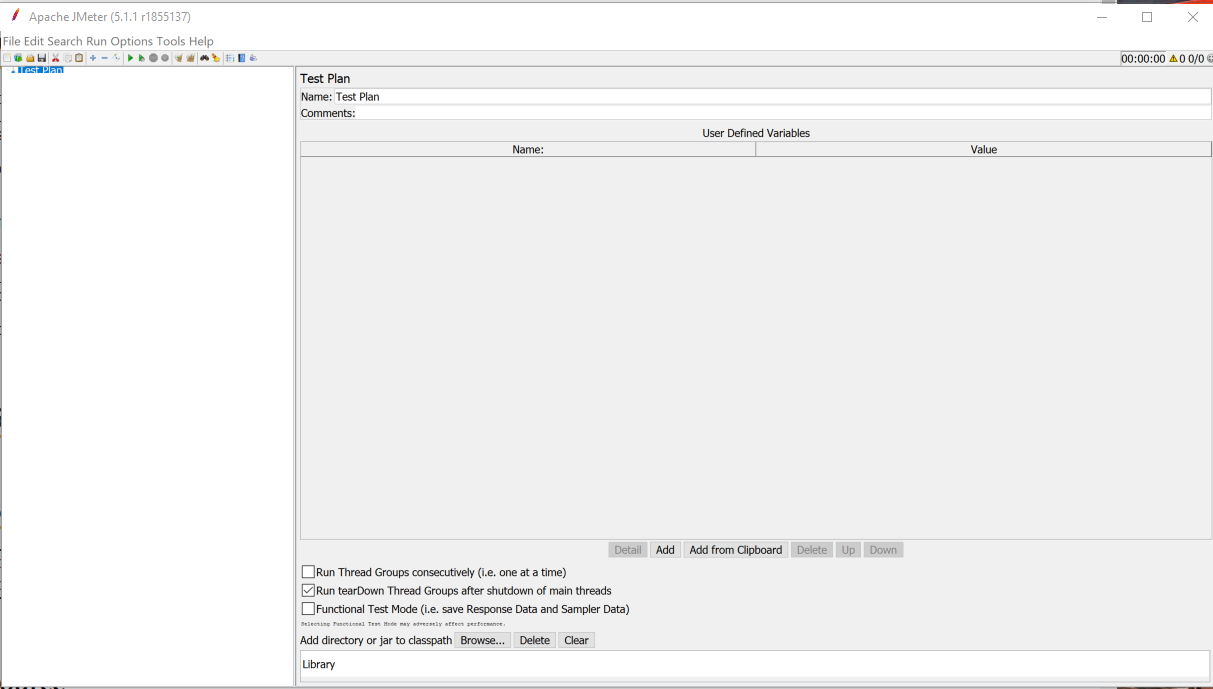 Apache JMeter (5.1.1 r1855137)
File Edit Search Run Options Tools Help
00:00:00 0 0/0
Test Plan
Test Plan
Name: Test Plan
Comments:
User Defined Variables
Name: Value
Detail Add Add from Clipboard Delete Up Down
Run Thread Groups consecutively (i.e. one at a time)
Run tearDown Thread Groups after shutdown of main threads
Functional Test Mode (i.e. save Response Data and Sampler Data)
Selecting Functional Test Mode may adversely affect performance.
Add directory or jar to classpath Browse... Delete Clear
Library